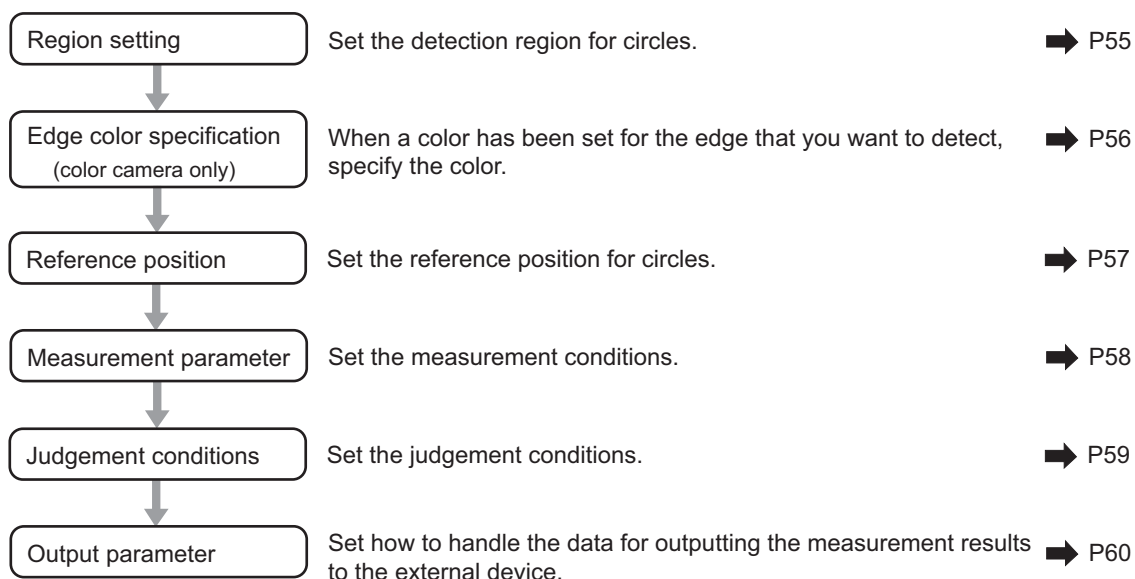 Region setting
Set the detection region for circles.
P55
Edge color specification
(color camera only)
When a color has been set for the edge that you want to detect,
specify the color.
P56
Reference position
Set the reference position for circles.
P57
Measurement parameter
Set the measurement conditions.
P58
Judgement conditions
Set the judgement conditions.
P59
Output parameter
Set how to handle the data for outputting the measurement results
to the external device.
P60